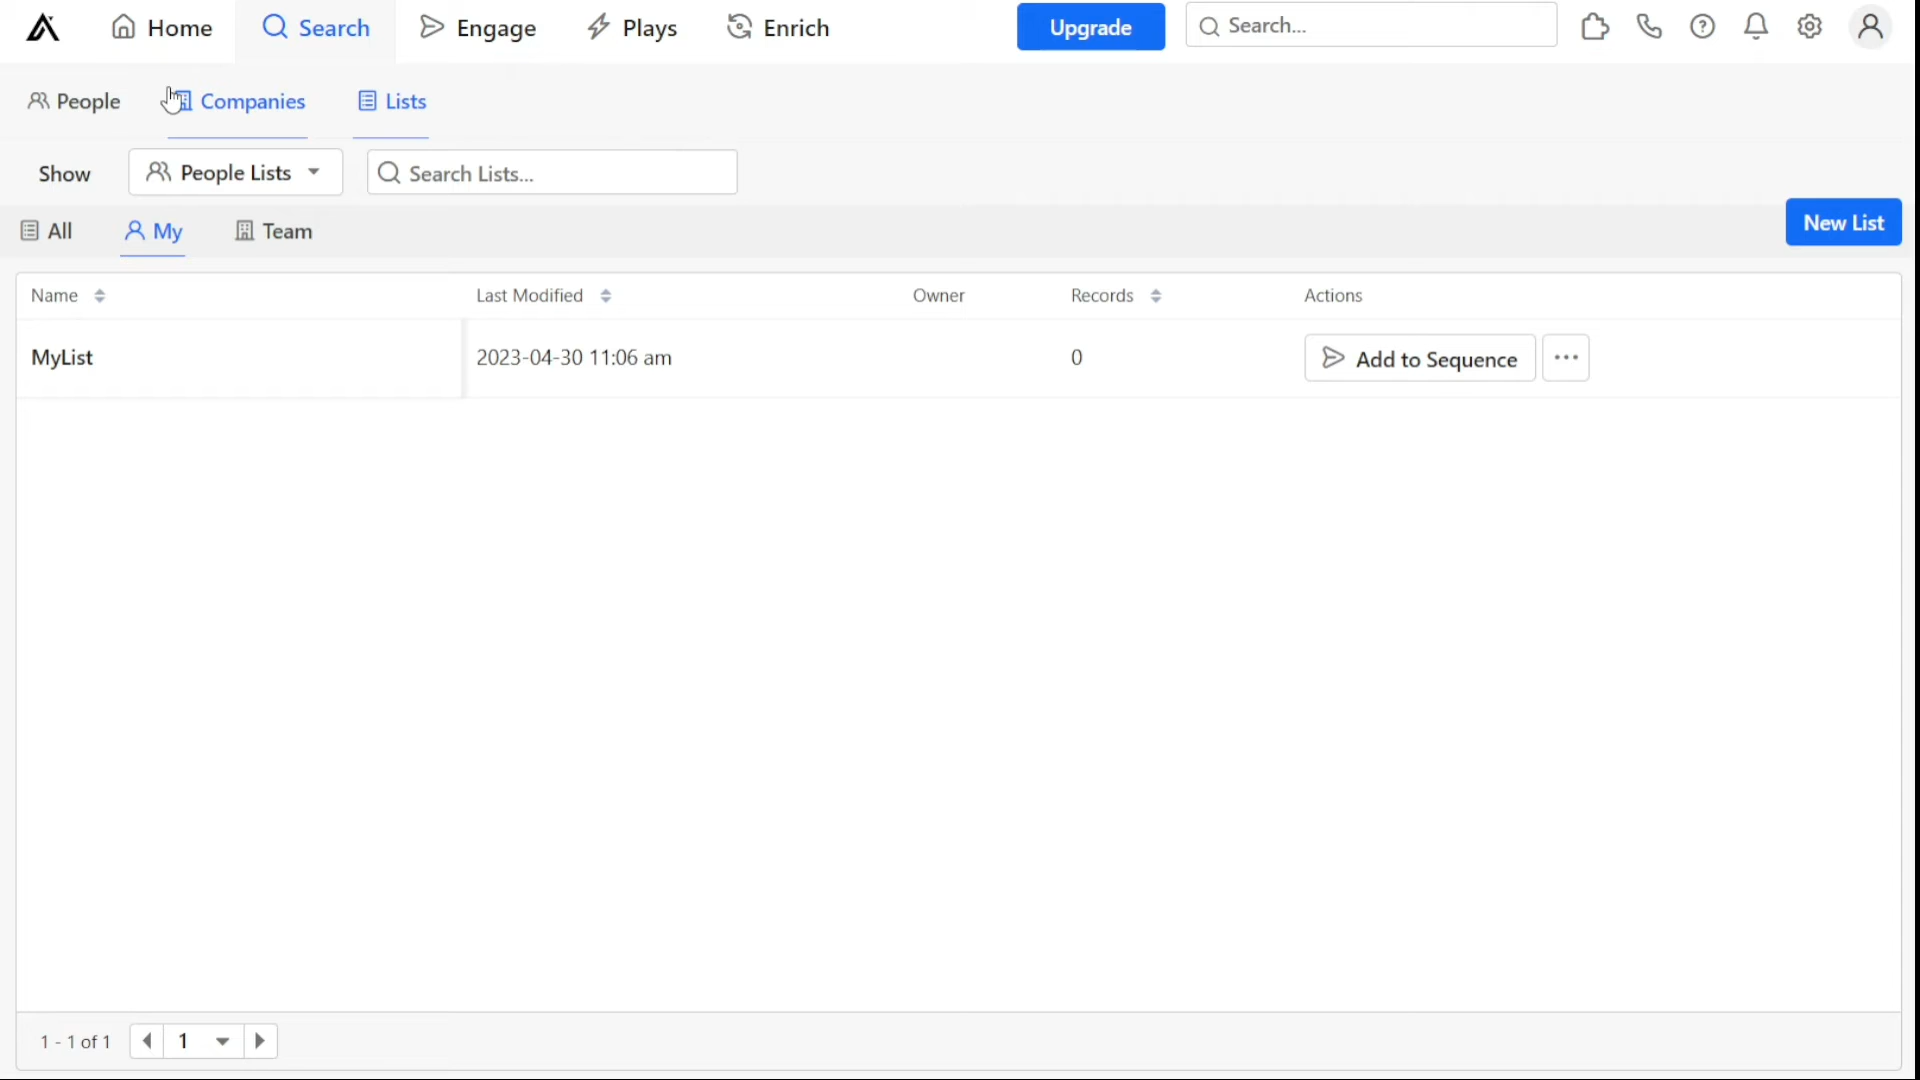 Home Search Engage Plays Enrich Upgrade Search...
People Companies Lists
Show People Lists Search Lists...
All My Team New List
Name Last Modified Owner Records Actions
MyList 2023-04-30 11:06 am 0 Add to Sequence ...
1 - 1 of 1 1